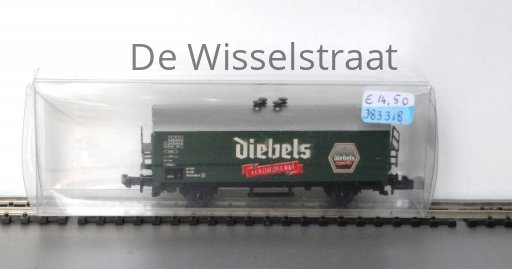 De Wisselstraat
€ 14,50
383318
diebels
ALKOHOLFREI
Diebels